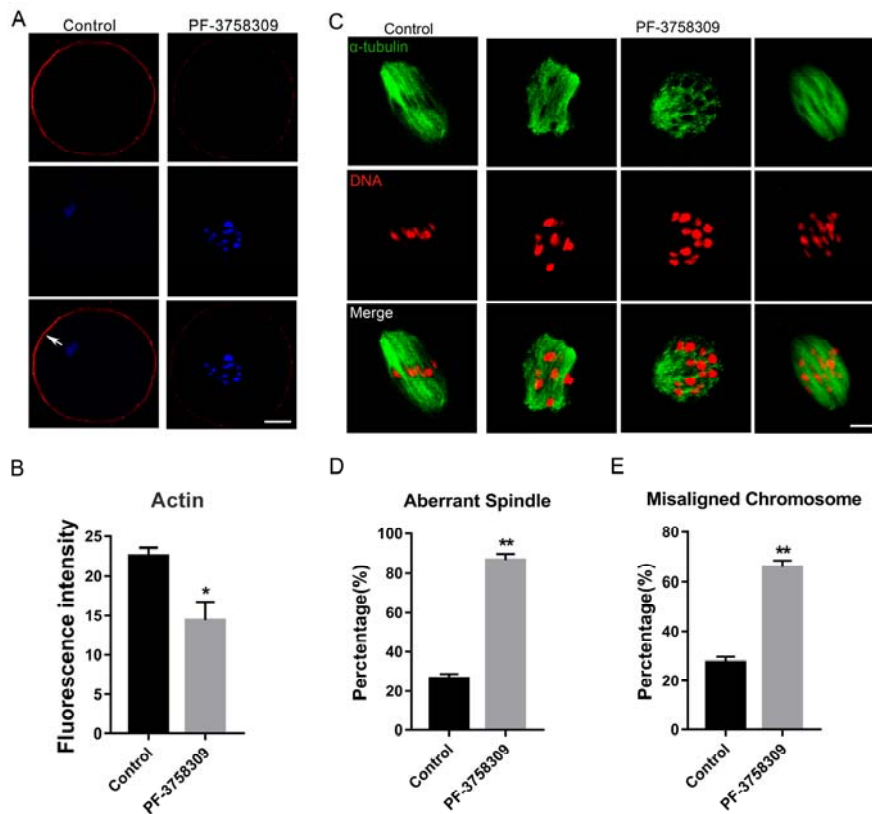 A
Control
PF-3758309
C
Control
PF-3758309
α-tubulin
DNA
Merge
B
Actin
Fluorescence intensity
25
20
15
10
5
0
*
Control
PF-3758309
D
Aberrant Spindle
Perctentage(%)
100
80
60
40
20
0
**
Control
PF-3758309
E
Misaligned Chromosome
Perctentage(%)
80
60
40
20
0
**
Control
PF-3758309